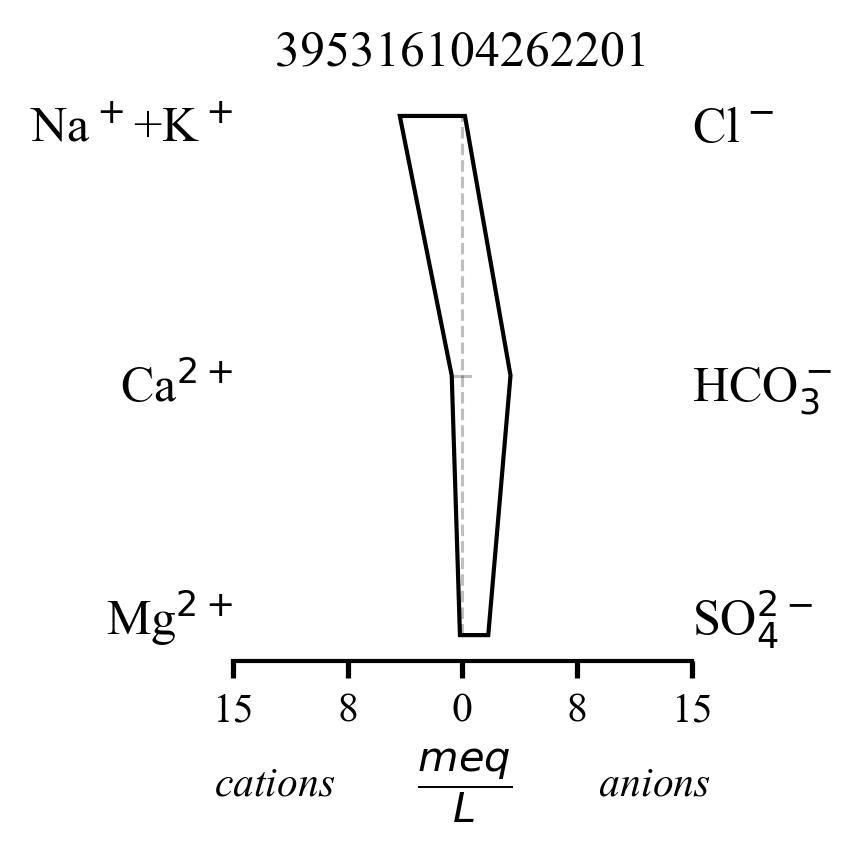 395316104262201
Na⁺+K⁺ Cl⁻
Ca²⁺ HCO₃⁻
Mg²⁺ SO₄²⁻
15 8 0 8 15
cations meq/L anions